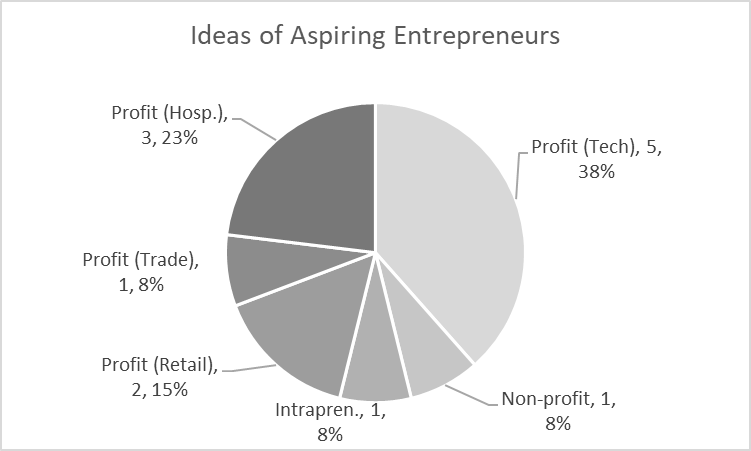 Ideas of Aspiring Entrepreneurs
Profit (Hosp.),
3, 23%
Profit (Tech), 5,
38%
Profit (Trade),
1, 8%
Profit (Retail),
2, 15%
Intrapren., 1,
8%
Non-profit, 1,
8%